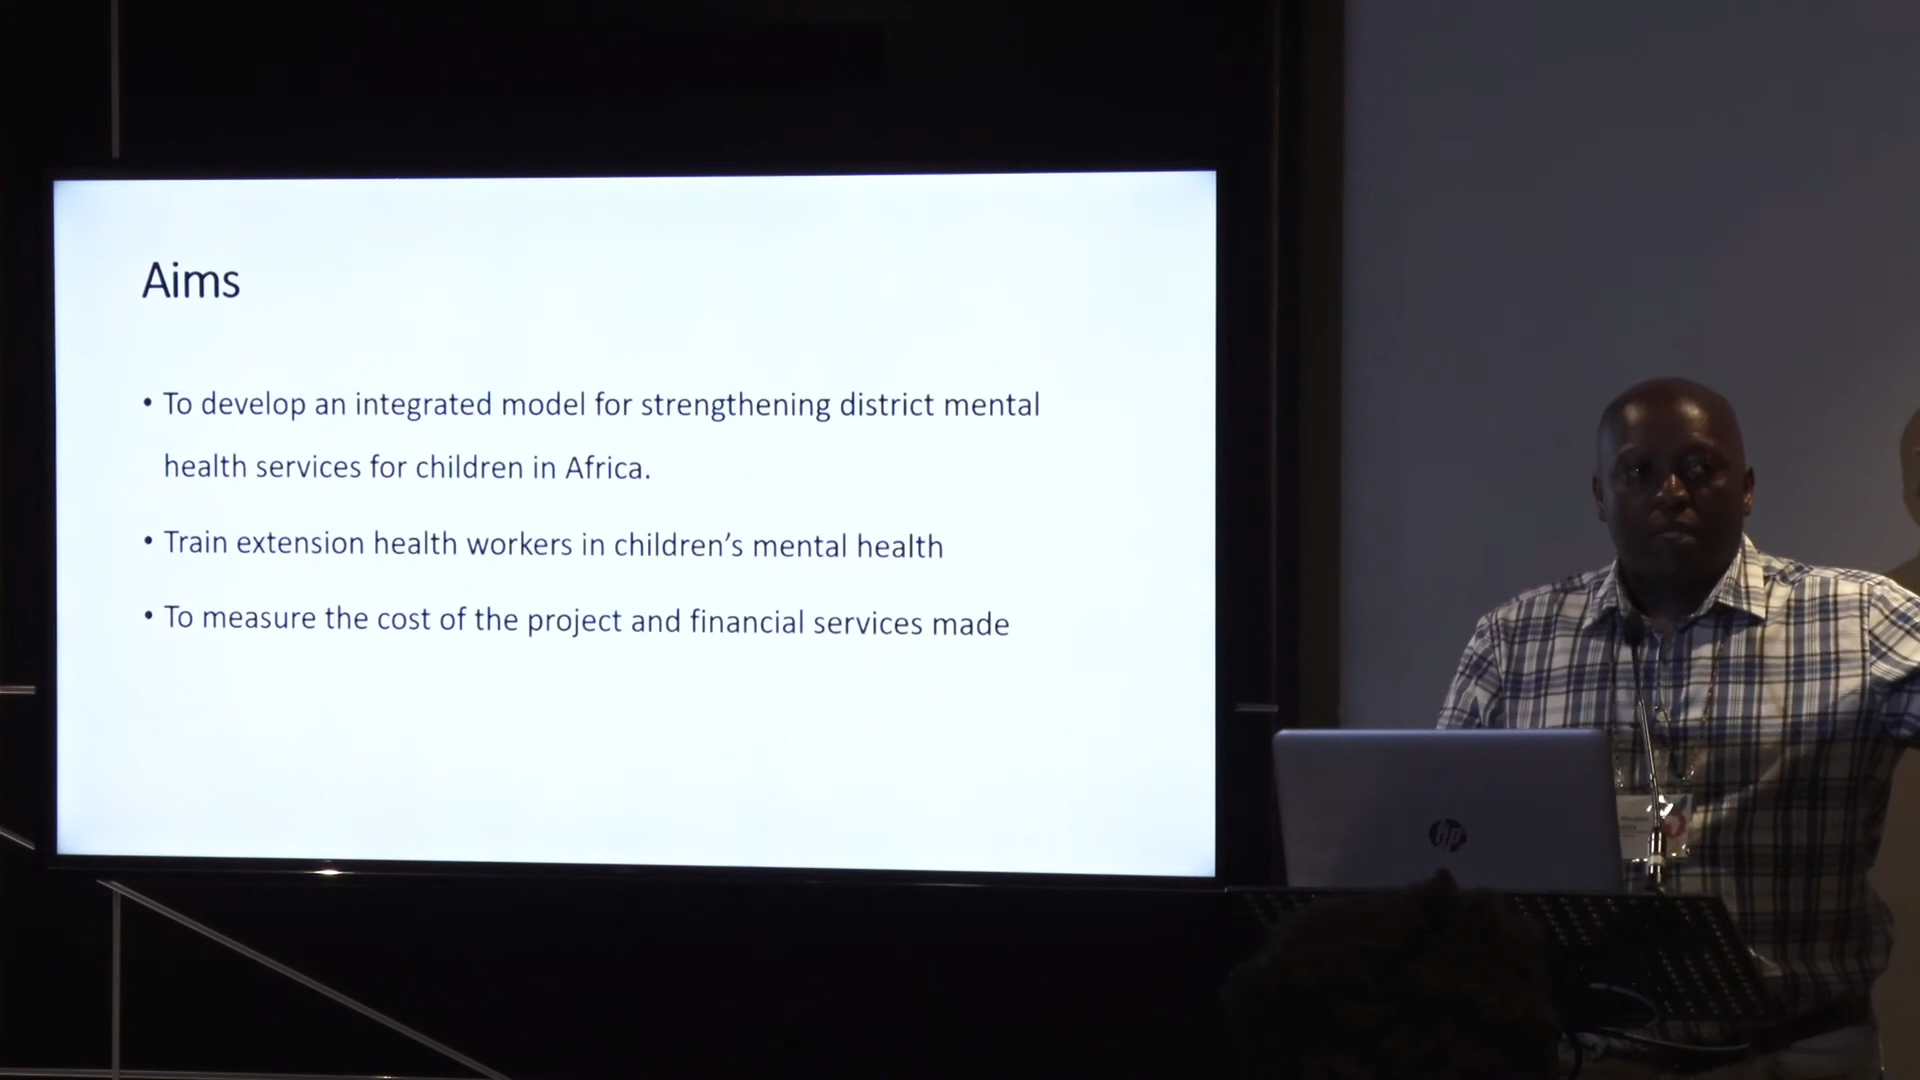 Aims
• To develop an integrated model for strengthening district mental
health services for children in Africa.
• Train extension health workers in children’s mental health
• To measure the cost of the project and financial services made
hp